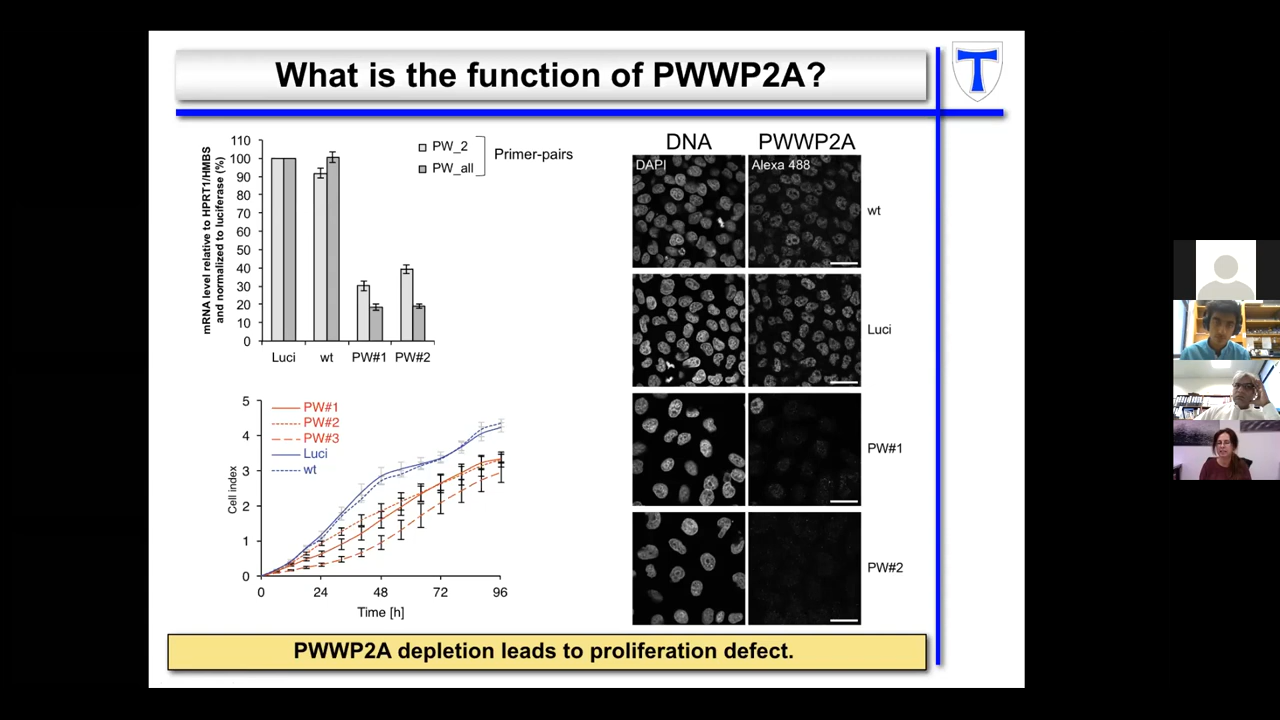 What is the function of PWWP2A?
T
mRNA level relative to HPRT1/HMBS
and normalized to luciferase (%)
110
100
90
80
70
60
50
40
30
20
10
0
Luci wt PW#1 PW#2
PW_2
PW_all
Primer-pairs
Cell index
5
4
3
2
1
0
PW#1
PW#2
PW#3
Luci
wt
0 24 48 72 96
Time [h]
DNA PWWP2A
DAPI Alexa 488
wt
Luci
PW#1
PW#2
PWWP2A depletion leads to proliferation defect.